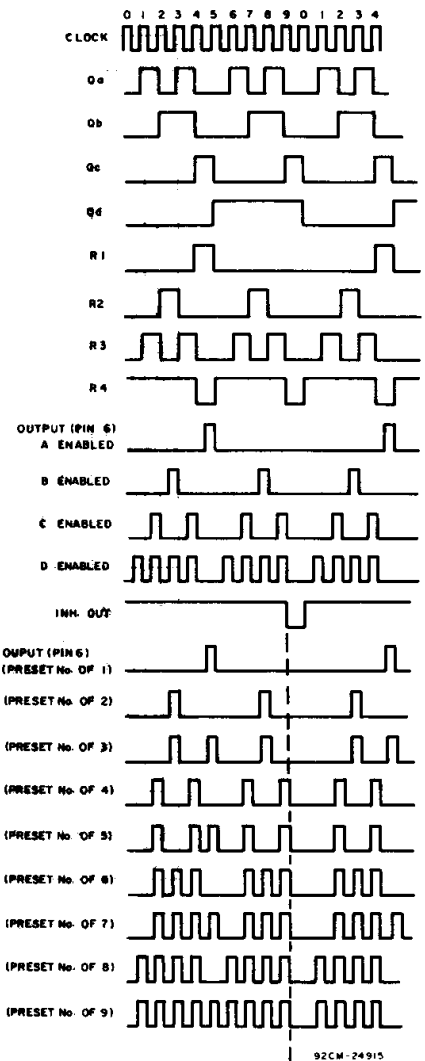 0 1 2 3 4 5 6 7 8 9 0 1 2 3 4
CLOCK
Qa
Qb
Qc
Qd
R1
R2
R3
R4
OUTPUT (PIN 6)
A ENABLED
B ENABLED
C ENABLED
D ENABLED
INH. OUT
OUPUT (PIN 6)
(PRESET No. OF 1)
(PRESET No. OF 2)
(PRESET No. OF 3)
(PRESET No. OF 4)
(PRESET No. OF 5)
(PRESET No. OF 6)
(PRESET No. OF 7)
(PRESET No. OF 8)
(PRESET No. OF 9)
92CM-24915